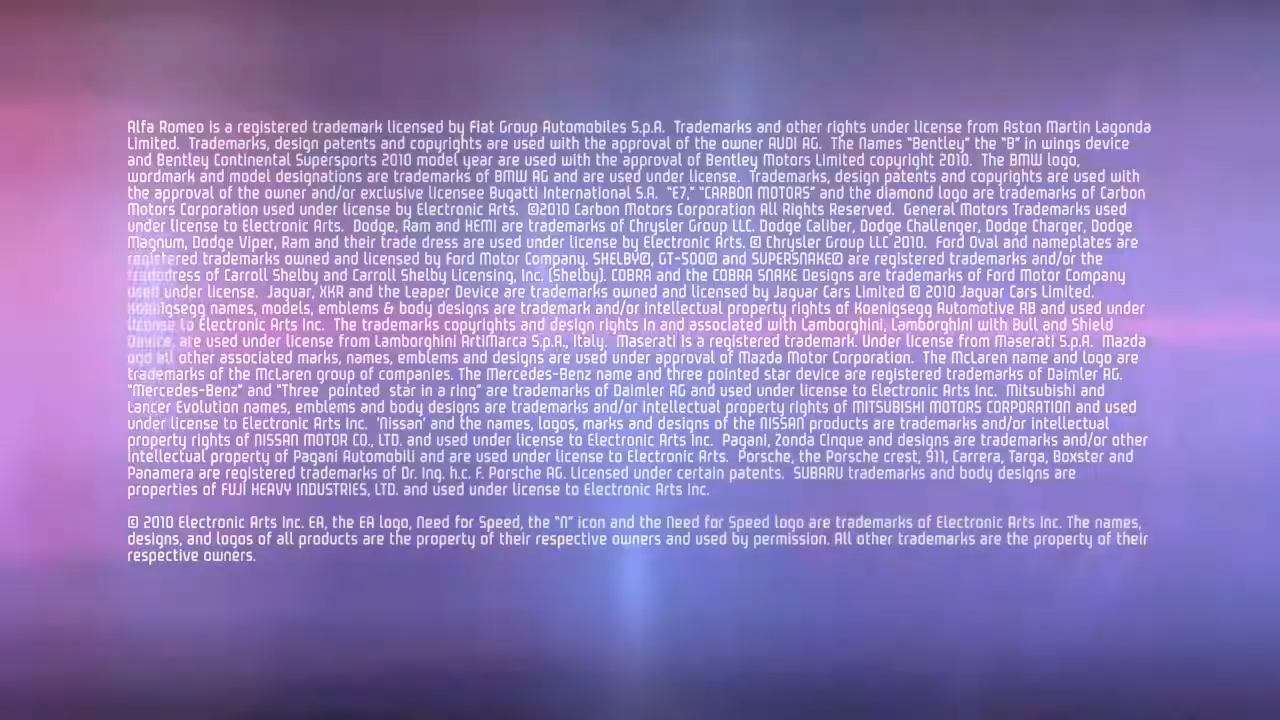 Alfa Romeo is a registered trademark licensed by Fiat Group Automobiles S.p.A. Trademarks and other rights under license from Aston Martin Lagonda
Limited. Trademarks, design patents and copyrights are used with the approval of the owner AUDI AG. The Names "Bentley" the "B" in wings device
and Bentley Continental Supersports 2010 model year are used with the approval of Bentley Motors Limited copyright 2010. The BMW logo,
wordmark and model designations are trademarks of BMW AG and are used under license. Trademarks, design patents and copyrights are used with
the approval of the owner and/or exclusive licensee Bugatti International S.A. "E7," "CARBON MOTORS" and the diamond logo are trademarks of Carbon
Motors Corporation used under license by Electronic Arts. ©2010 Carbon Motors Corporation All Rights Reserved. General Motors Trademarks used
under license to Electronic Arts. Dodge, Ram and HEMI are trademarks of Chrysler Group LLC. Dodge Caliber, Dodge Challenger, Dodge Charger, Dodge
Magnum, Dodge Viper, Ram and their trade dress are used under license by Electronic Arts. © Chrysler Group LLC 2010. Ford Oval and nameplates are
registered trademarks owned and licensed by Ford Motor Company. SHELBY®, GT-500® and SUPERSNAKE® are registered trademarks and/or the
tradedress of Carroll Shelby and Carroll Shelby Licensing, Inc. (Shelby). COBRA and the COBRA SNAKE Designs are trademarks of Ford Motor Company
used under license. Jaguar, XKR and the Leaper Device are trademarks owned and licensed by Jaguar Cars Limited © 2010 Jaguar Cars Limited.
Koenigsegg names, models, emblems & body designs are trademark and/or intellectual property rights of Koenigsegg Automotive AB and used under
license to Electronic Arts Inc. The trademarks copyrights and design rights in and associated with Lamborghini, Lamborghini with Bull and Shield
Device, are used under license from Lamborghini ArtiMarca S.p.A., Italy. Maserati is a registered trademark. Under license from Maserati S.p.A. Mazda
and all other associated marks, names, emblems and designs are used under approval of Mazda Motor Corporation. The McLaren name and logo are
trademarks of the McLaren group of companies. The Mercedes-Benz name and three pointed star device are registered trademarks of Daimler AG.
"Mercedes-Benz" and "Three pointed star in a ring" are trademarks of Daimler AG and used under license to Electronic Arts Inc. Mitsubishi and
Lancer Evolution names, emblems and body designs are trademarks and/or intellectual property rights of MITSUBISHI MOTORS CORPORATION and used
under license to Electronic Arts Inc. 'Nissan' and the names, logos, marks and designs of the NISSAN products are trademarks and/or intellectual
property rights of NISSAN MOTOR CO., LTD. and used under license to Electronic Arts Inc. Pagani, Zonda Cinque and designs are trademarks and/or other
intellectual property of Pagani Automobili and are used under license to Electronic Arts. Porsche, the Porsche crest, 911, Carrera, Targa, Boxster and
Panamera are registered trademarks of Dr. Ing. h.c. F. Porsche AG. Licensed under certain patents. SUBARU trademarks and body designs are
properties of FUJI HEAVY INDUSTRIES, LTD. and used under license to Electronic Arts Inc.
© 2010 Electronic Arts Inc. EA, the EA logo, Need for Speed, the "N" icon and the Need for Speed logo are trademarks of Electronic Arts Inc. The names,
designs, and logos of all products are the property of their respective owners and used by permission. All other trademarks are the property of their
respective owners.